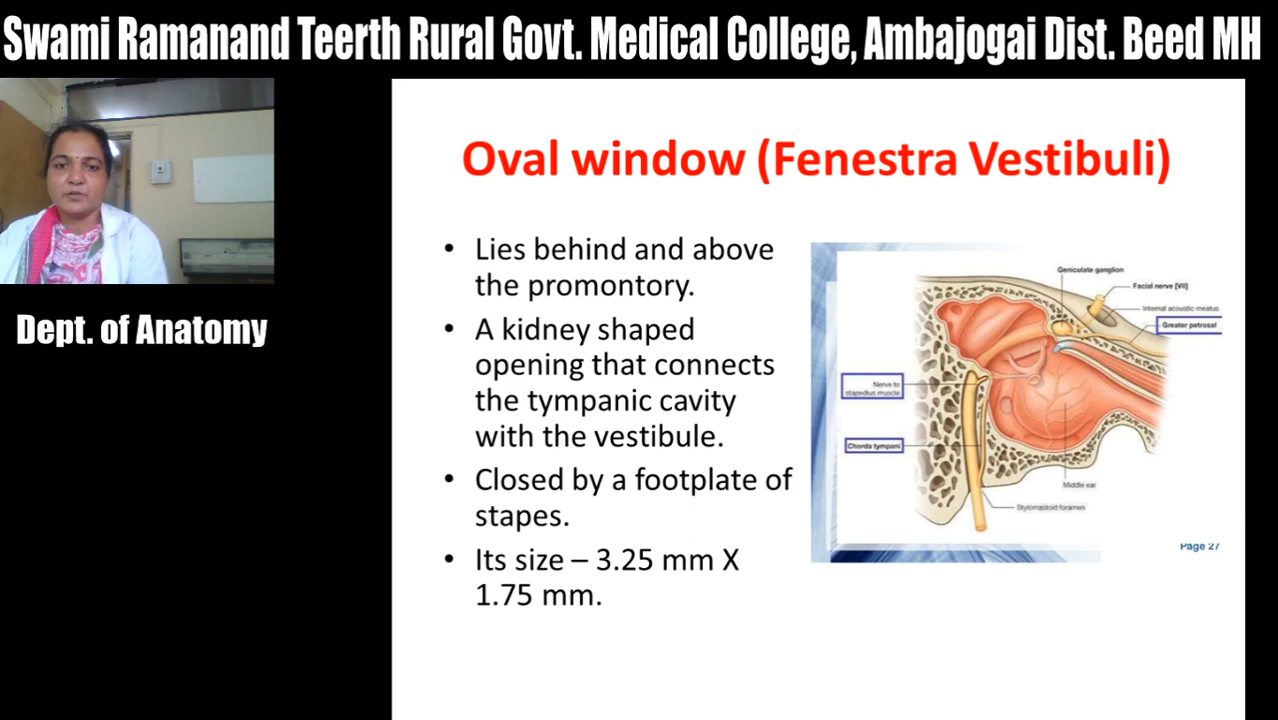 Swami Ramanand Teerth Rural Govt. Medical College, Ambajogai Dist. Beed MH
Dept. of Anatomy
Oval window (Fenestra Vestibuli)
• Lies behind and above
the promontory.
• A kidney shaped
opening that connects
the tympanic cavity
with the vestibule.
• Closed by a footplate of
stapes.
• Its size – 3.25 mm X
1.75 mm.
Geniculate ganglion
Facial nerve [VII]
Internal acoustic meatus
Greater petrosal
Nerve to
stapedius muscle
Chorda tympani
Middle ear
Stylomastoid foramen
Page 27